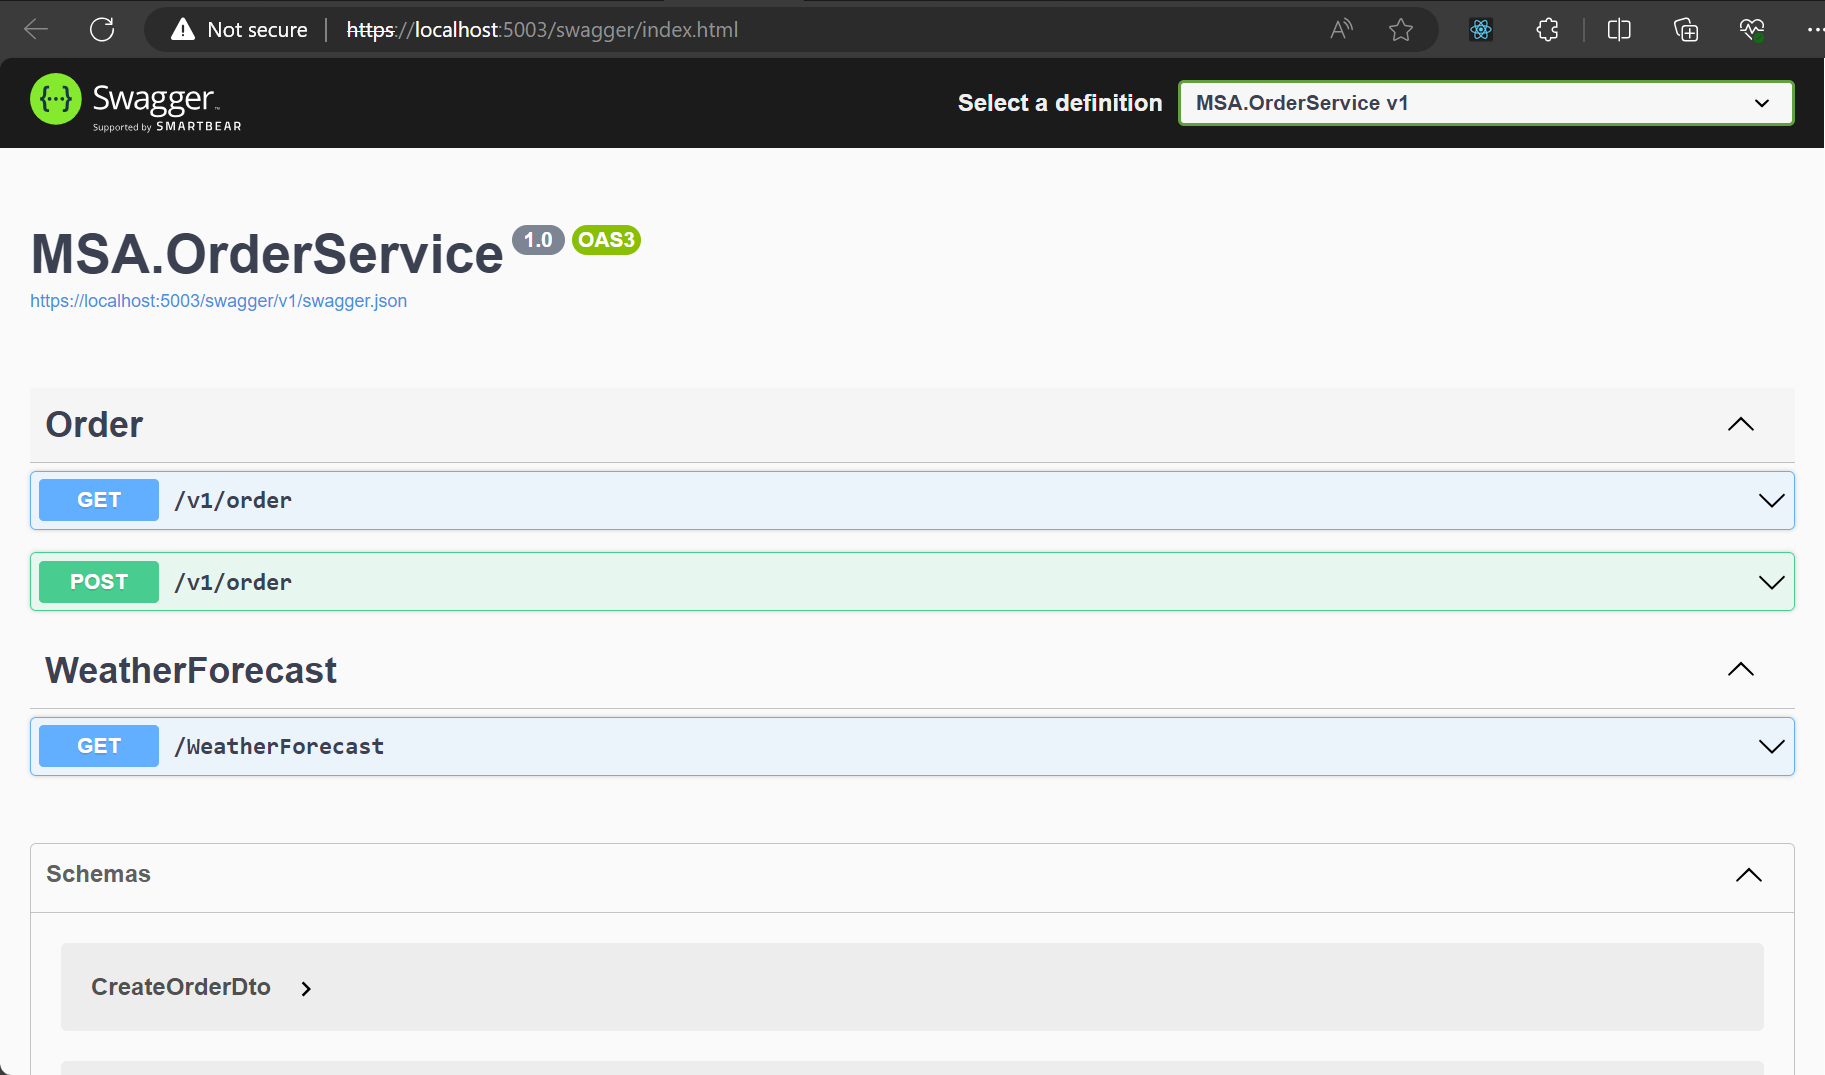 Not secure | https://localhost:5003/swagger/index.html
Swagger
Supported by SMARTBEAR
Select a definition
MSA.OrderService v1
MSA.OrderService 1.0 OAS3
https://localhost:5003/swagger/v1/swagger.json
Order
GET /v1/order
POST /v1/order
WeatherForecast
GET /WeatherForecast
Schemas
CreateOrderDto